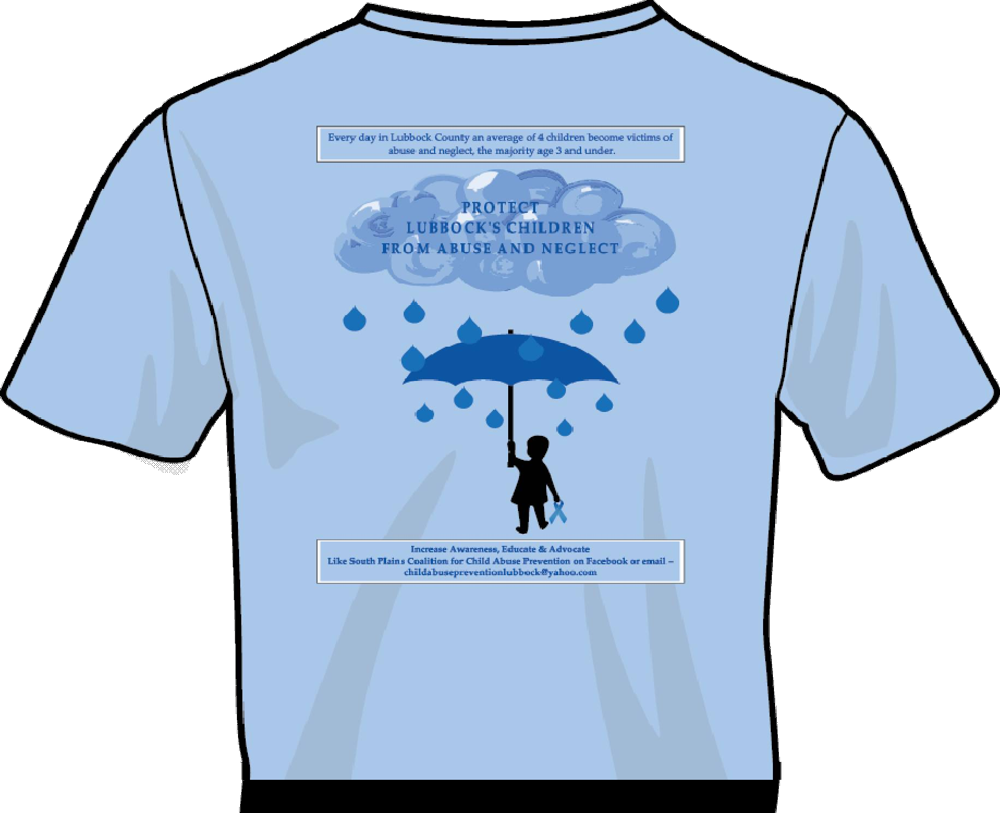 Every day in Lubbock County an average of 4 children become victims of
abuse and neglect, the majority age 3 and under.
PROTECT
LUBBOCK'S CHILDREN
FROM ABUSE AND NEGLECT
Increase Awareness, Educate & Advocate
Like South Plains Coalition for Child Abuse Prevention on Facebook or email –
childabusepreventionlubbock@yahoo.com